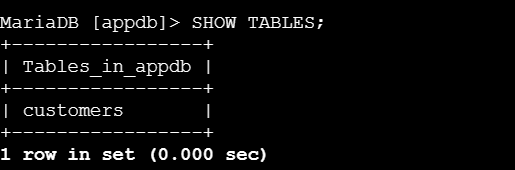 MariaDB [appdb]> SHOW TABLES;
+-----------------+
| Tables_in_appdb |
+-----------------+
| customers       |
+-----------------+
1 row in set (0.000 sec)